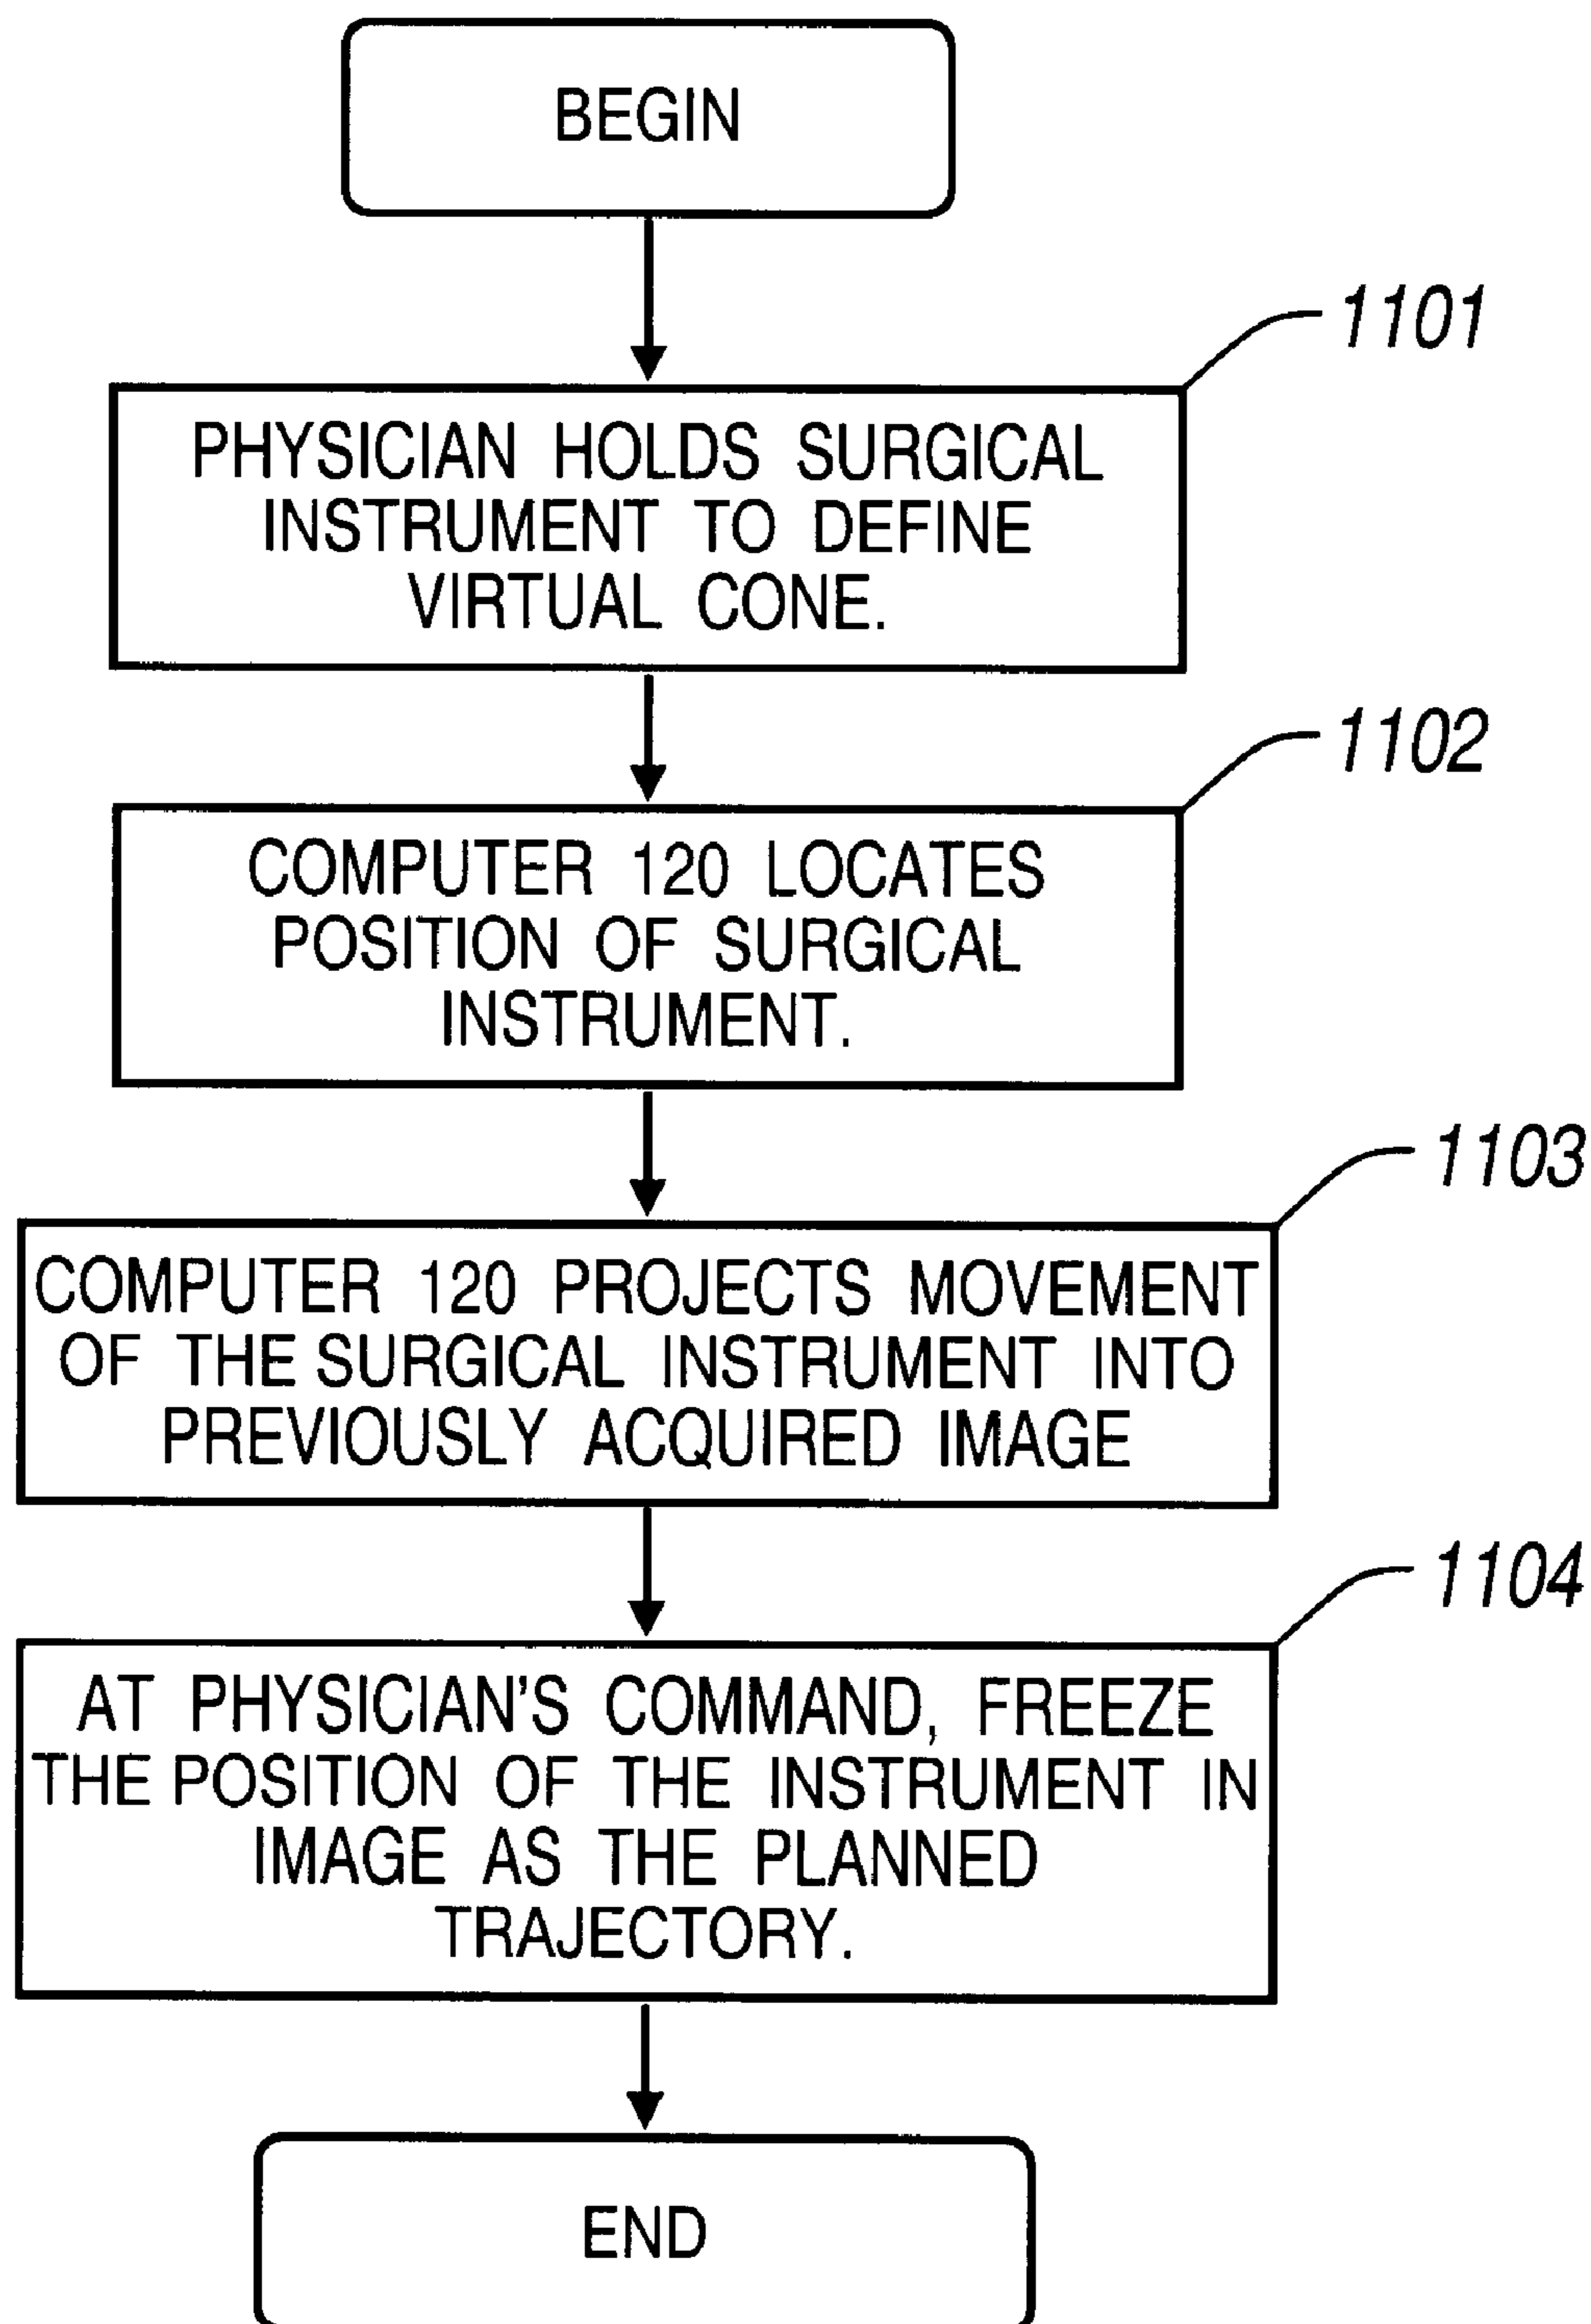 BEGIN
1101
PHYSICIAN HOLDS SURGICAL
INSTRUMENT TO DEFINE
VIRTUAL CONE.
1102
COMPUTER 120 LOCATES
POSITION OF SURGICAL
INSTRUMENT.
1103
COMPUTER 120 PROJECTS MOVEMENT
OF THE SURGICAL INSTRUMENT INTO
PREVIOUSLY ACQUIRED IMAGE
1104
AT PHYSICIAN'S COMMAND, FREEZE
THE POSITION OF THE INSTRUMENT IN
IMAGE AS THE PLANNED
TRAJECTORY.
END